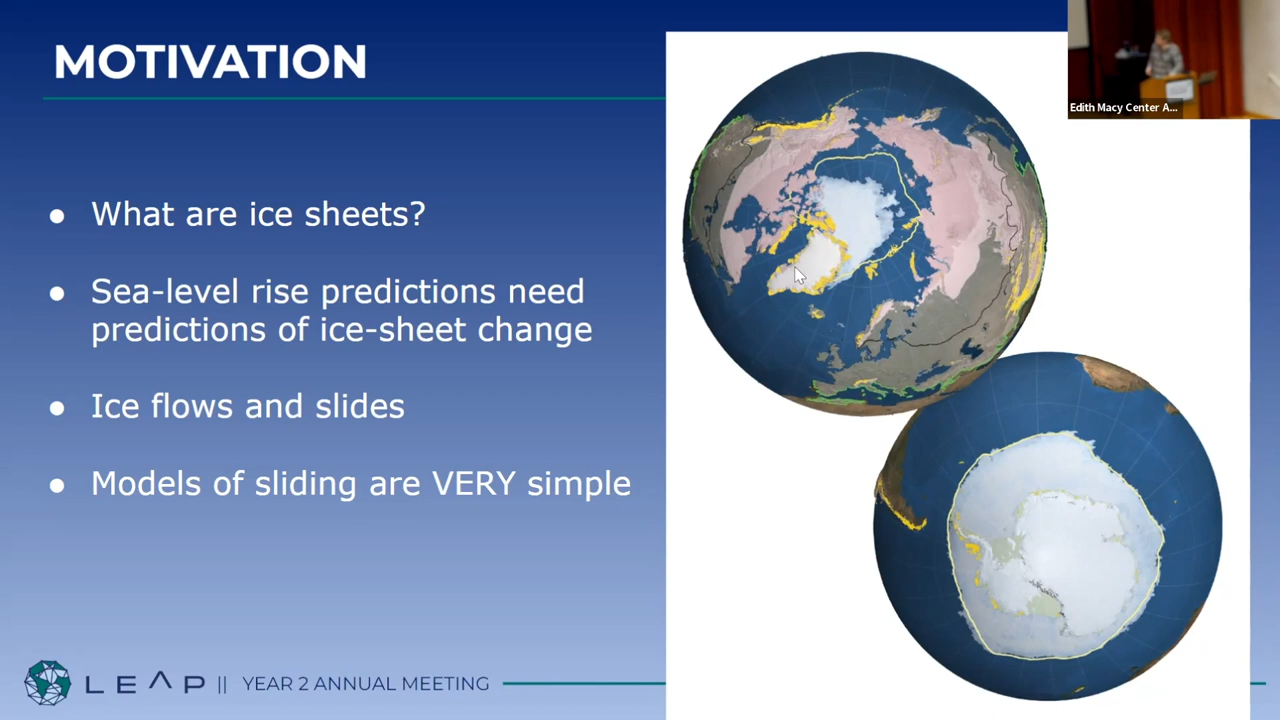 MOTIVATION
Edith Macy Center A...
● What are ice sheets?
● Sea-level rise predictions need
predictions of ice-sheet change
● Ice flows and slides
● Models of sliding are VERY simple
LEAP || YEAR 2 ANNUAL MEETING